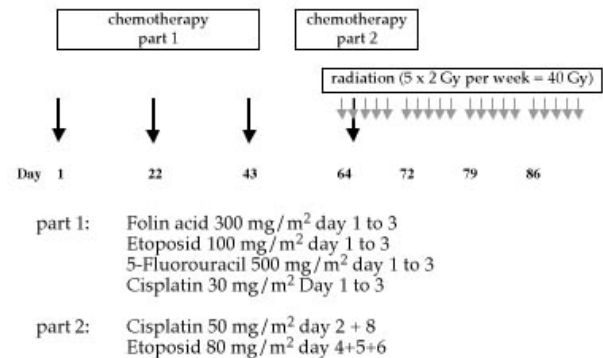 chemotherapy
part 1
chemotherapy
part 2
radiation (5 x 2 Gy per week = 40 Gy)
Day 1 22 43 64 72 79 86
part 1: Folin acid 300 mg/m² day 1 to 3
Etoposid 100 mg/m² day 1 to 3
5-Fluorouracil 500 mg/m² day 1 to 3
Cisplatin 30 mg/m² Day 1 to 3
part 2: Cisplatin 50 mg/m² day 2 + 8
Etoposid 80 mg/m² day 4+5+6